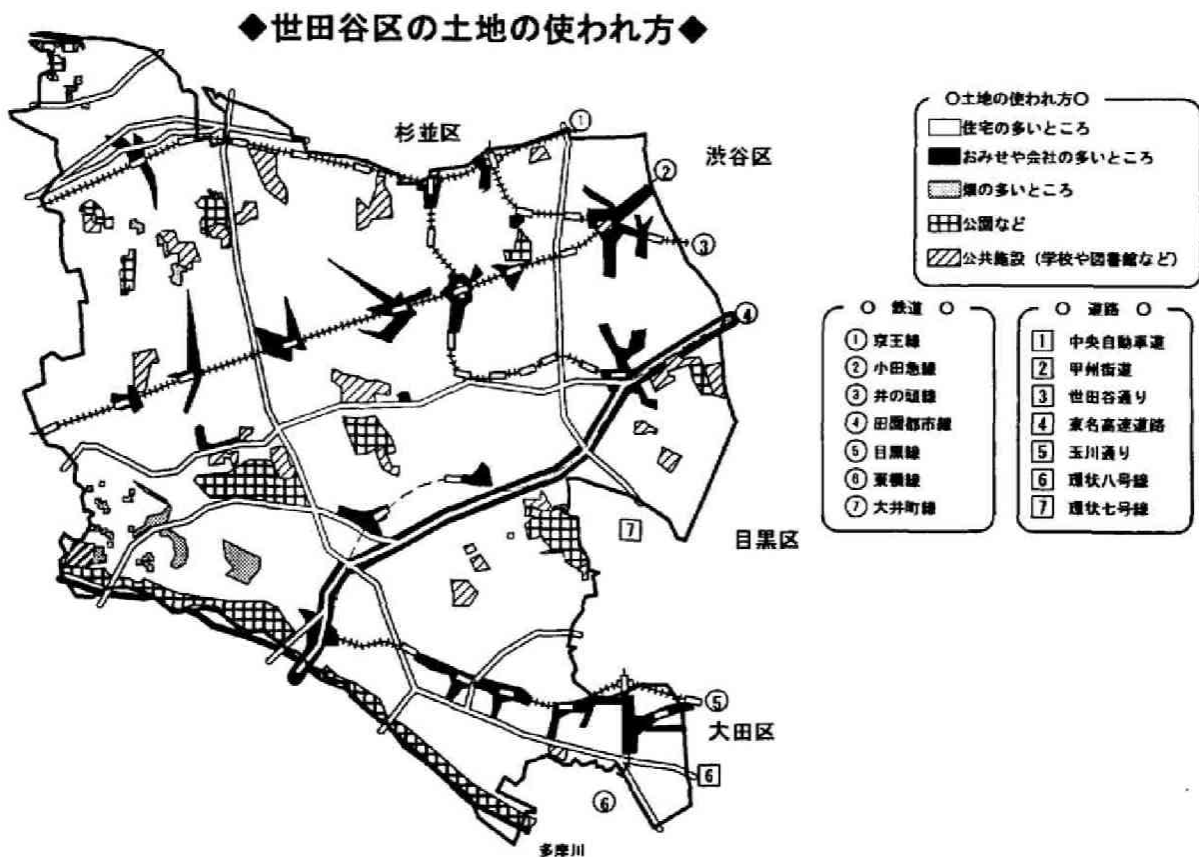 ◆世田谷区の土地の使われ方◆
杉並区
渋谷区
目黒区
大田区
多摩川
①
②
③
④
⑤
⑥
7
6
○土地の使われ方○
住宅の多いところ
おみせや会社の多いところ
畑の多いところ
公園など
公共施設（学校や図書館など）
○ 鉄道 ○
① 京王線
② 小田急線
③ 井の頭線
④ 田園都市線
⑤ 目黒線
⑥ 東横線
⑦ 大井町線
○ 道路 ○
1 中央自動車道
2 甲州街道
3 世田谷通り
4 東名高速道路
5 玉川通り
6 環状八号線
7 環状七号線